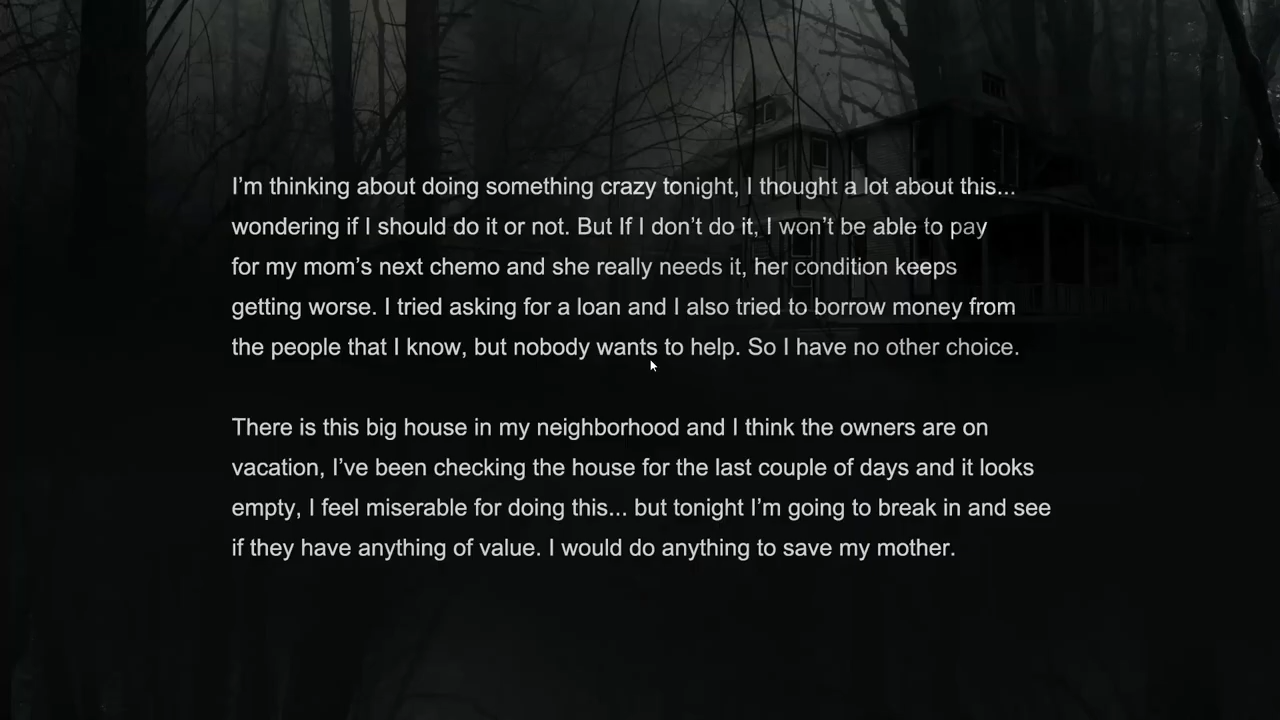 I’m thinking about doing something crazy tonight, I thought a lot about this...
wondering if I should do it or not. But If I don’t do it, I won’t be able to pay
for my mom’s next chemo and she really needs it, her condition keeps
getting worse. I tried asking for a loan and I also tried to borrow money from
the people that I know, but nobody wants to help. So I have no other choice.
There is this big house in my neighborhood and I think the owners are on
vacation, I’ve been checking the house for the last couple of days and it looks
empty, I feel miserable for doing this... but tonight I’m going to break in and see
if they have anything of value. I would do anything to save my mother.